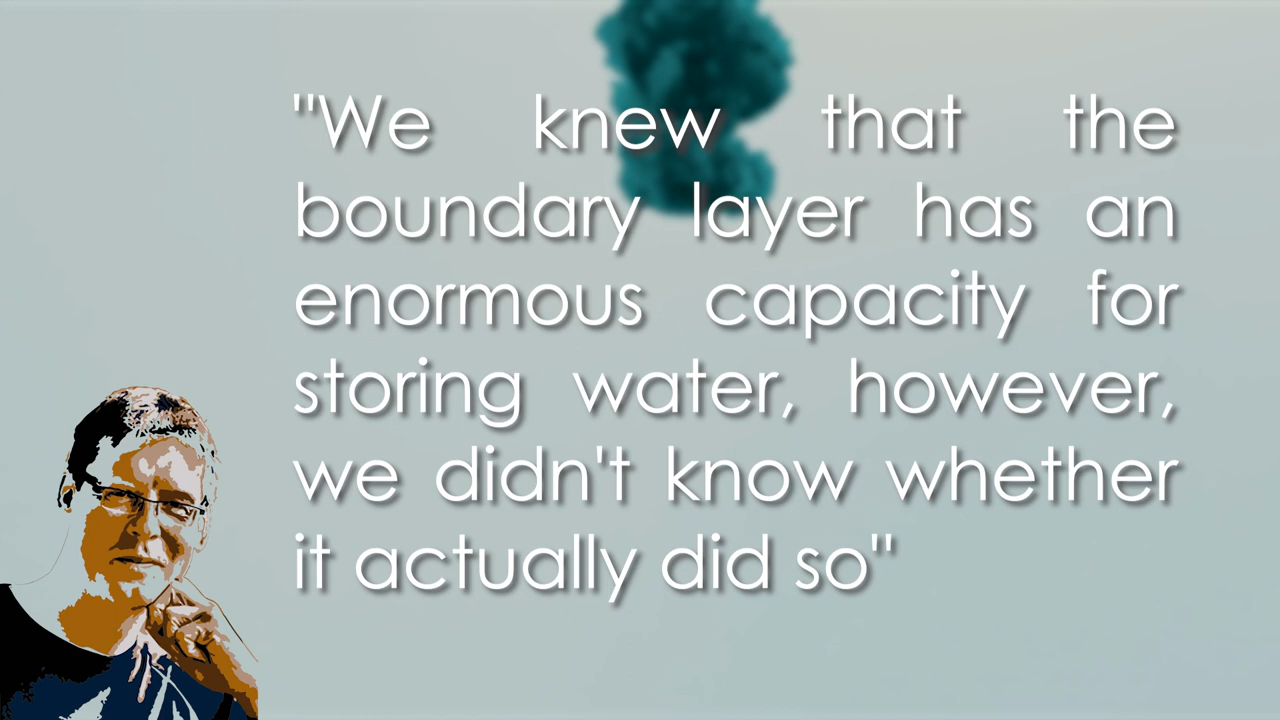 "We knew that the
boundary layer has an
enormous capacity for
storing water, however,
we didn't know whether
it actually did so"